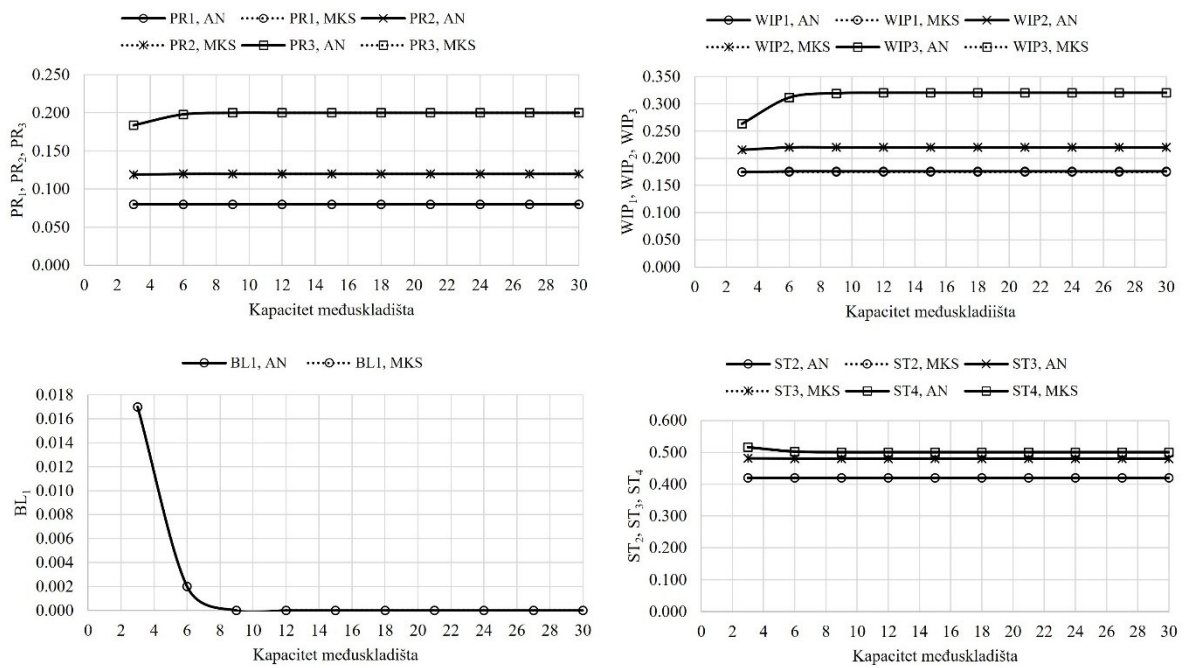 PR1, AN PR1, MKS PR2, AN
PR2, MKS PR3, AN PR3, MKS
0.250
0.200
0.150
0.100
0.050
0.000
PR₁, PR₂, PR₃
0 2 4 6 8 10 12 14 16 18 20 22 24 26 28 30
Kapacitet međuskladišta
WIP1, AN WIP1, MKS WIP2, AN
WIP2, MKS WIP3, AN WIP3, MKS
0.350
0.300
0.250
0.200
0.150
0.100
0.050
0.000
WIP₁, WIP₂, WIP₃
0 2 4 6 8 10 12 14 16 18 20 22 24 26 28 30
Kapacitet međuskladiišta
BL1, AN BL1, MKS
0.018
0.016
0.014
0.012
0.010
0.008
0.006
0.004
0.002
0.000
BL₁
0 2 4 6 8 10 12 14 16 18 20 22 24 26 28 30
Kapacitet međuskladišta
ST2, AN ST2, MKS ST3, AN
ST3, MKS ST4, AN ST4, MKS
0.600
0.500
0.400
0.300
0.200
0.100
0.000
ST₂, ST₃, ST₄
0 2 4 6 8 10 12 14 16 18 20 22 24 26 28 30
Kapacitet međuskladišta